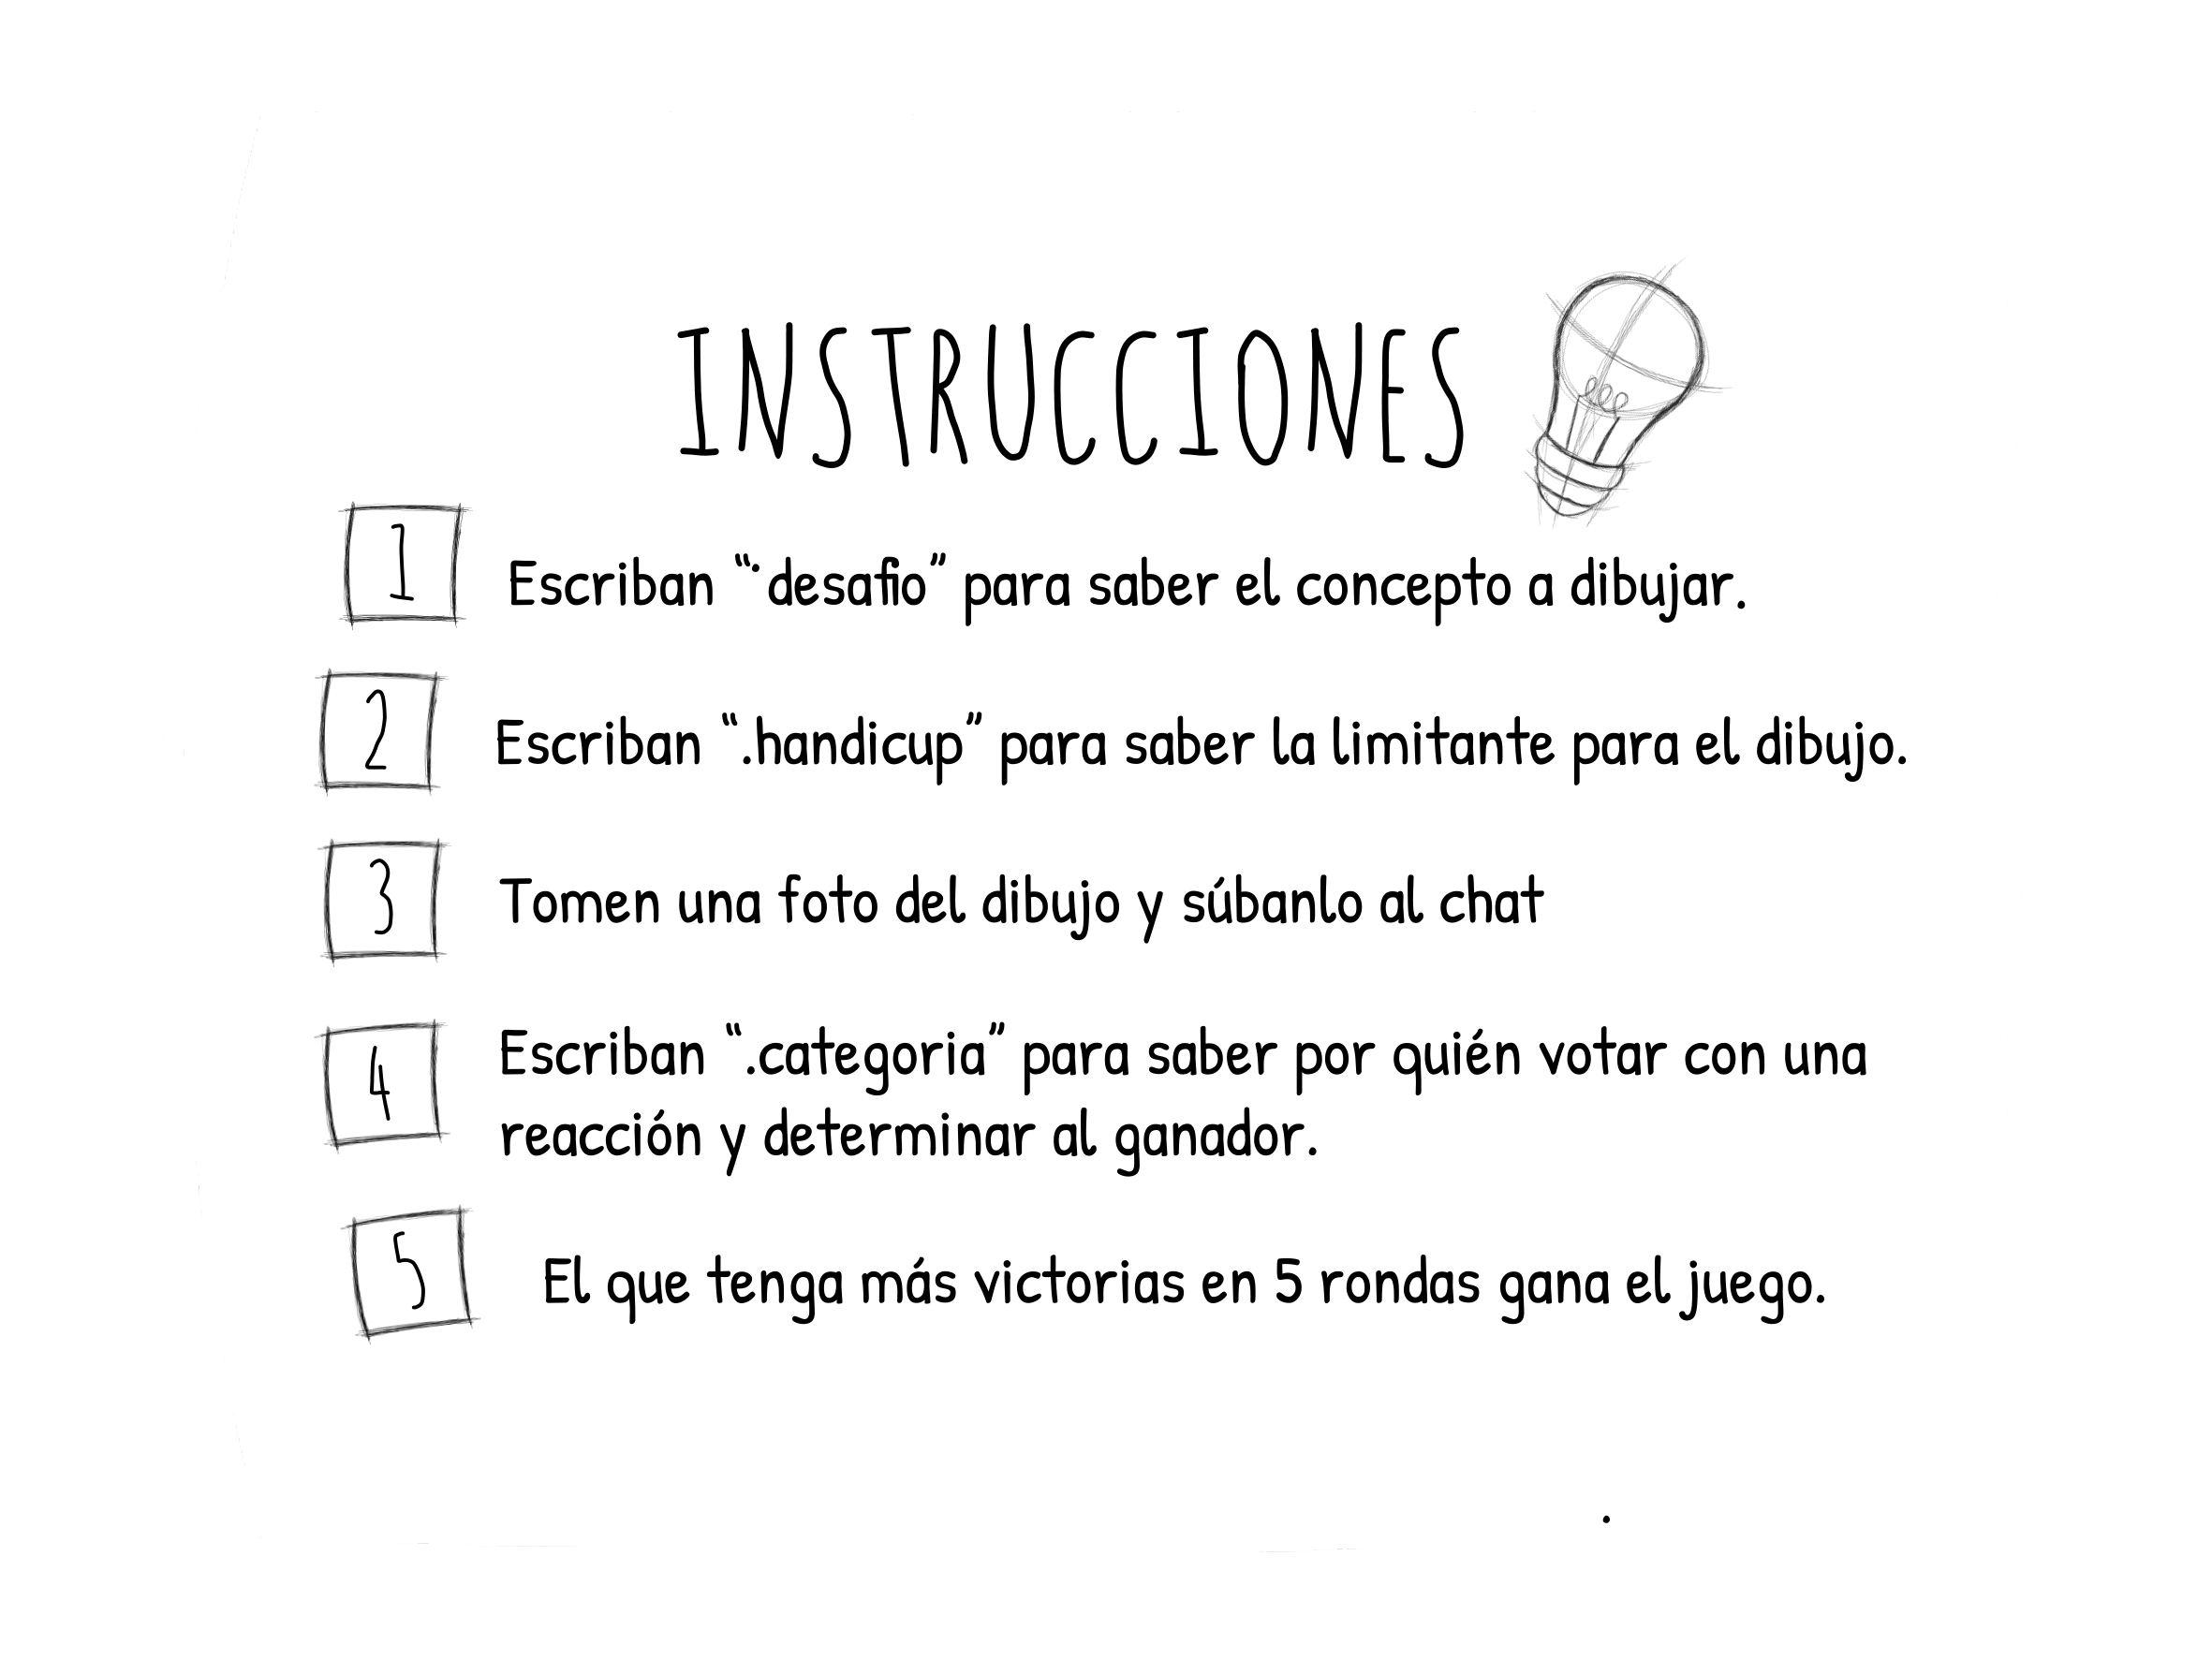 INSTRUCCIONES
1
Escriban “·desafio” para saber el concepto a dibujar.
2
Escriban “.handicup” para saber la limitante para el dibujo.
3
Tomen una foto del dibujo y súbanlo al chat
4
Escriban “.categoria” para saber por quién votar con una
reacción y determinar al ganador.
5
El que tenga más victorias en 5 rondas gana el juego.
.